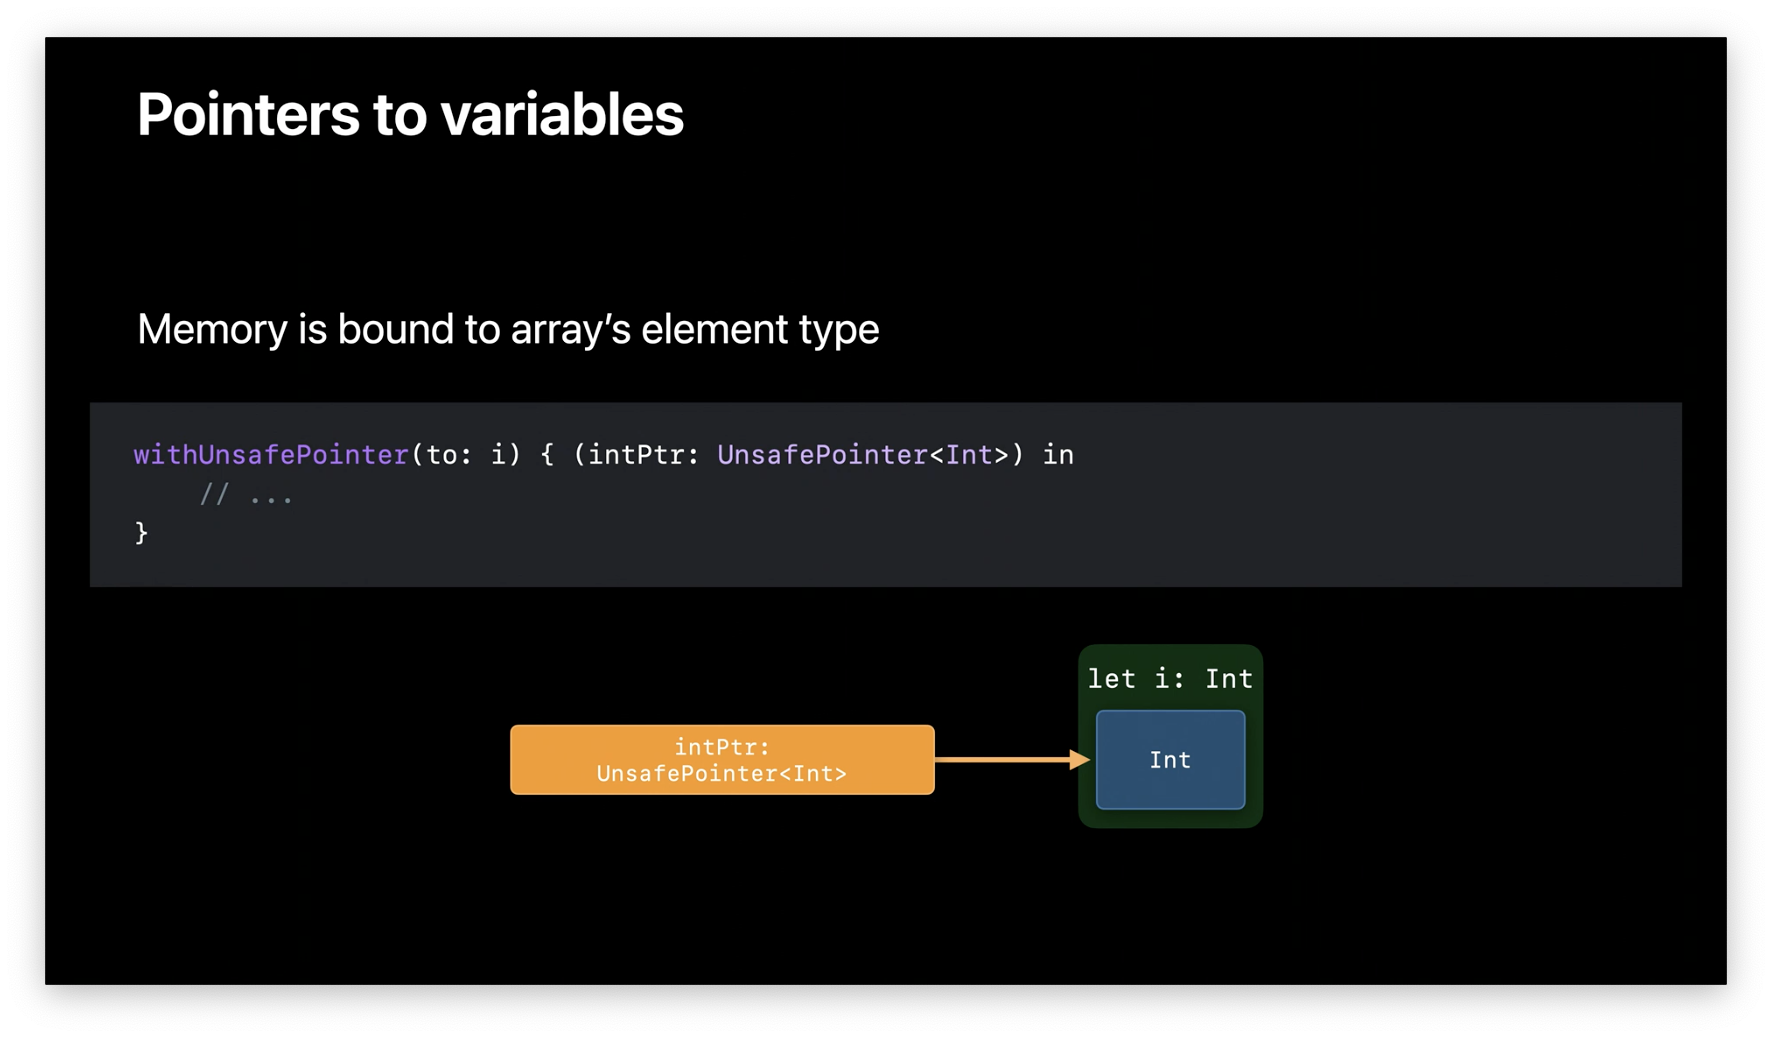 Pointers to variables
Memory is bound to array’s element type
withUnsafePointer(to: i) { (intPtr: UnsafePointer<Int>) in
    // ...
}
let i: Int
intPtr:
UnsafePointer<Int>
Int